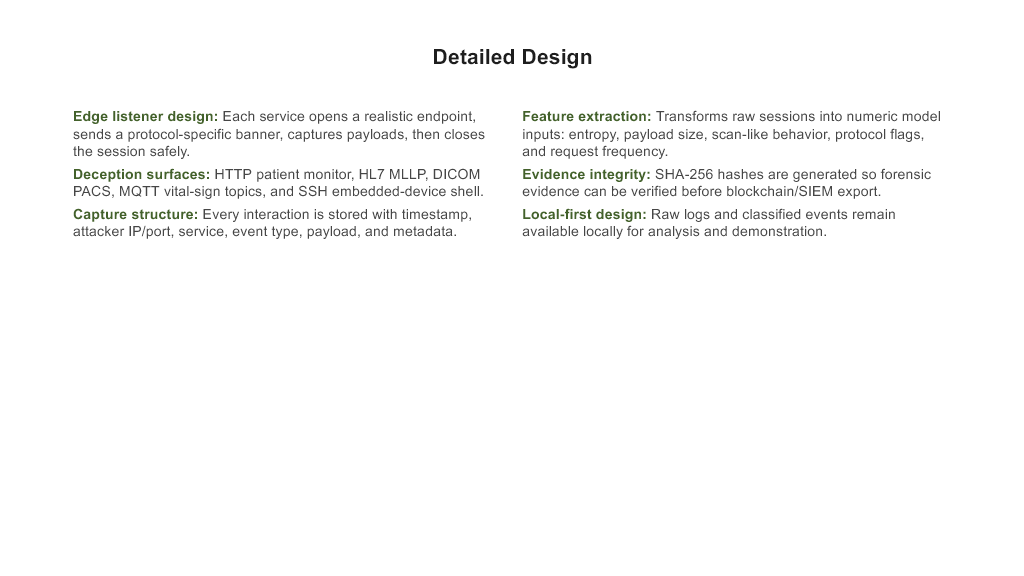 Detailed Design
Edge listener design: Each service opens a realistic endpoint,
sends a protocol-specific banner, captures payloads, then closes
the session safely.
Deception surfaces: HTTP patient monitor, HL7 MLLP, DICOM
PACS, MQTT vital-sign topics, and SSH embedded-device shell.
Capture structure: Every interaction is stored with timestamp,
attacker IP/port, service, event type, payload, and metadata.
Feature extraction: Transforms raw sessions into numeric model
inputs: entropy, payload size, scan-like behavior, protocol flags,
and request frequency.
Evidence integrity: SHA-256 hashes are generated so forensic
evidence can be verified before blockchain/SIEM export.
Local-first design: Raw logs and classified events remain
available locally for analysis and demonstration.